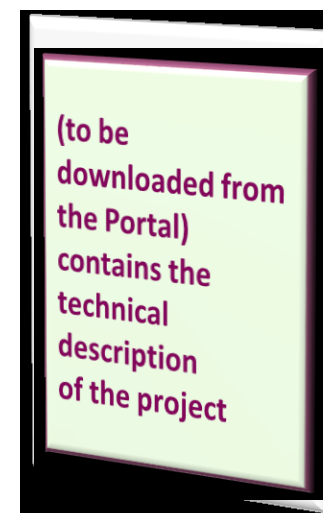 (to be
downloaded from
the Portal)
contains the
technical
description
of the project